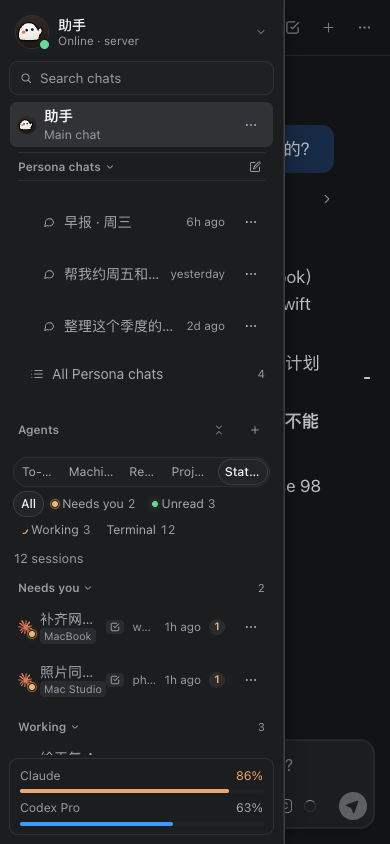 助手
Online · server
Search chats
助手
Main chat
Persona chats
早报 · 周三 6h ago
帮我约周五和... yesterday
整理这个季度的... 2d ago
All Persona chats 4
Agents
To-... Machi... Re... Proj... Stat...
All Needs you 2 Unread 3
Working 3 Terminal 12
12 sessions
Needs you 2
补齐网... w... 1h ago 1
MacBook
照片同... ph... 1h ago 1
Mac Studio
Working 3
Claude 86%
Codex Pro 63%
的?
ook)
wift
计划
不能
e 98
?